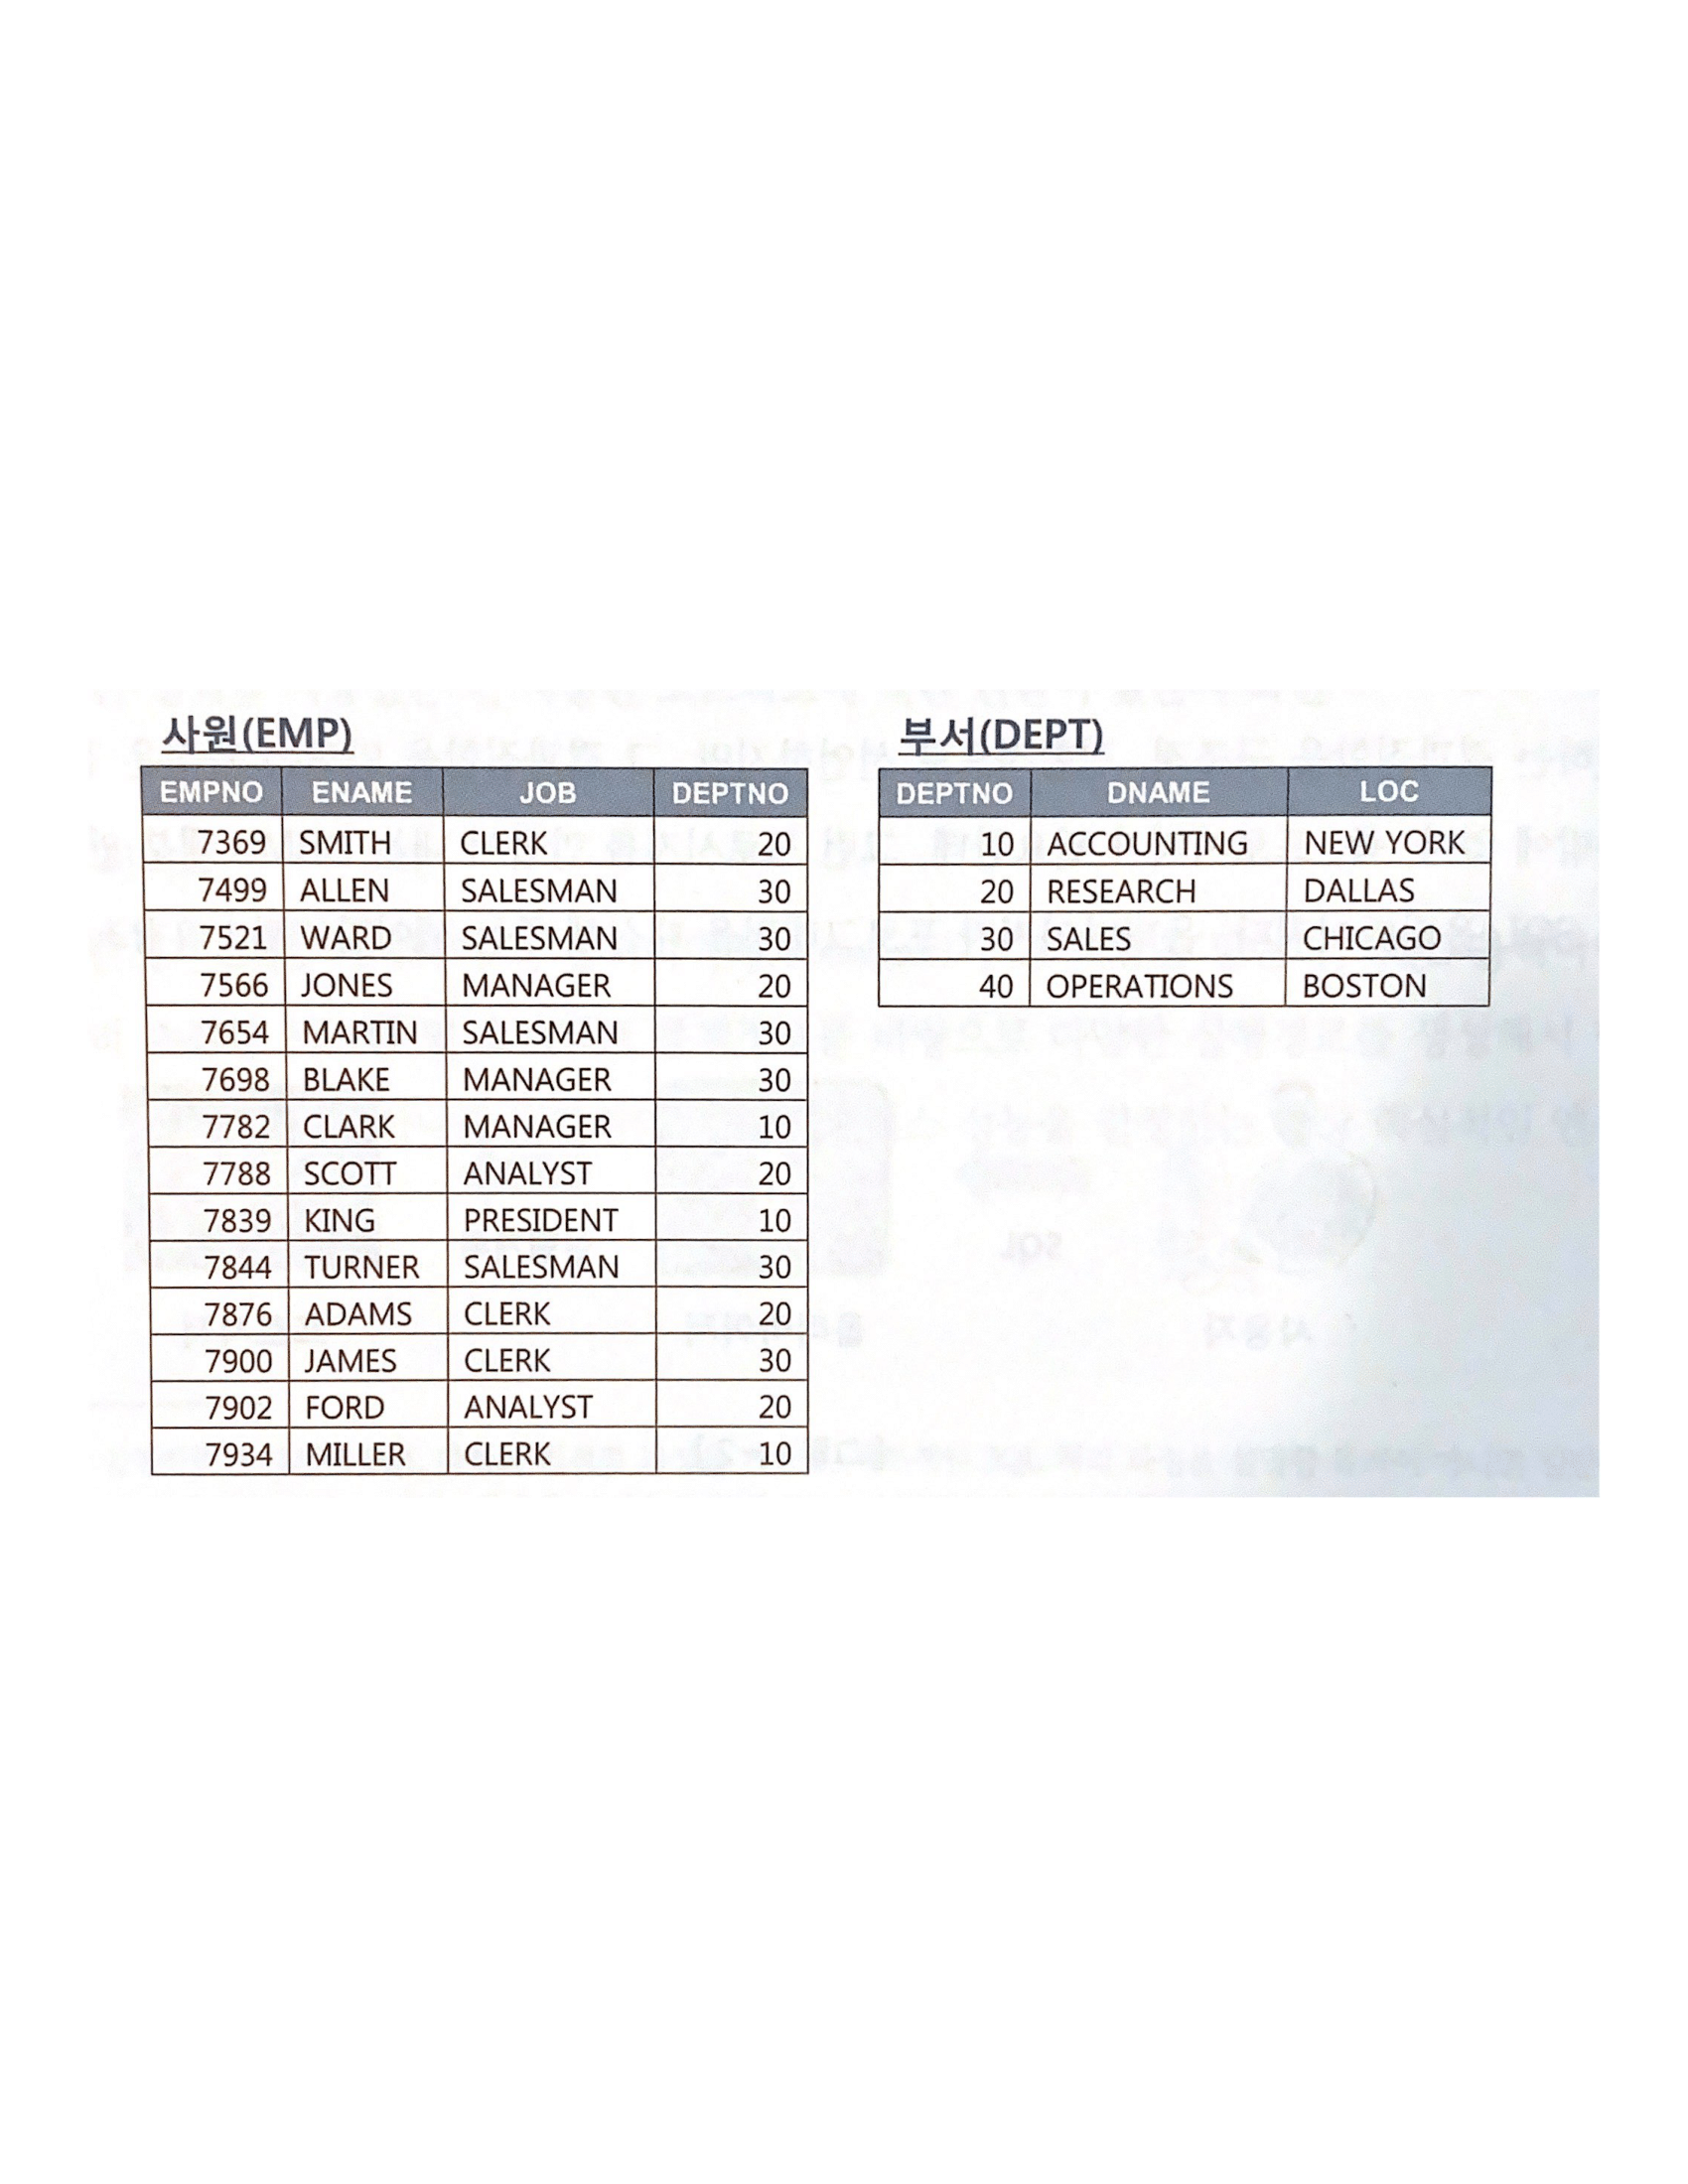 사원(EMP)
EMPNO ENAME JOB DEPTNO
7369 SMITH CLERK 20
7499 ALLEN SALESMAN 30
7521 WARD SALESMAN 30
7566 JONES MANAGER 20
7654 MARTIN SALESMAN 30
7698 BLAKE MANAGER 30
7782 CLARK MANAGER 10
7788 SCOTT ANALYST 20
7839 KING PRESIDENT 10
7844 TURNER SALESMAN 30
7876 ADAMS CLERK 20
7900 JAMES CLERK 30
7902 FORD ANALYST 20
7934 MILLER CLERK 10
부서(DEPT)
DEPTNO DNAME LOC
10 ACCOUNTING NEW YORK
20 RESEARCH DALLAS
30 SALES CHICAGO
40 OPERATIONS BOSTON